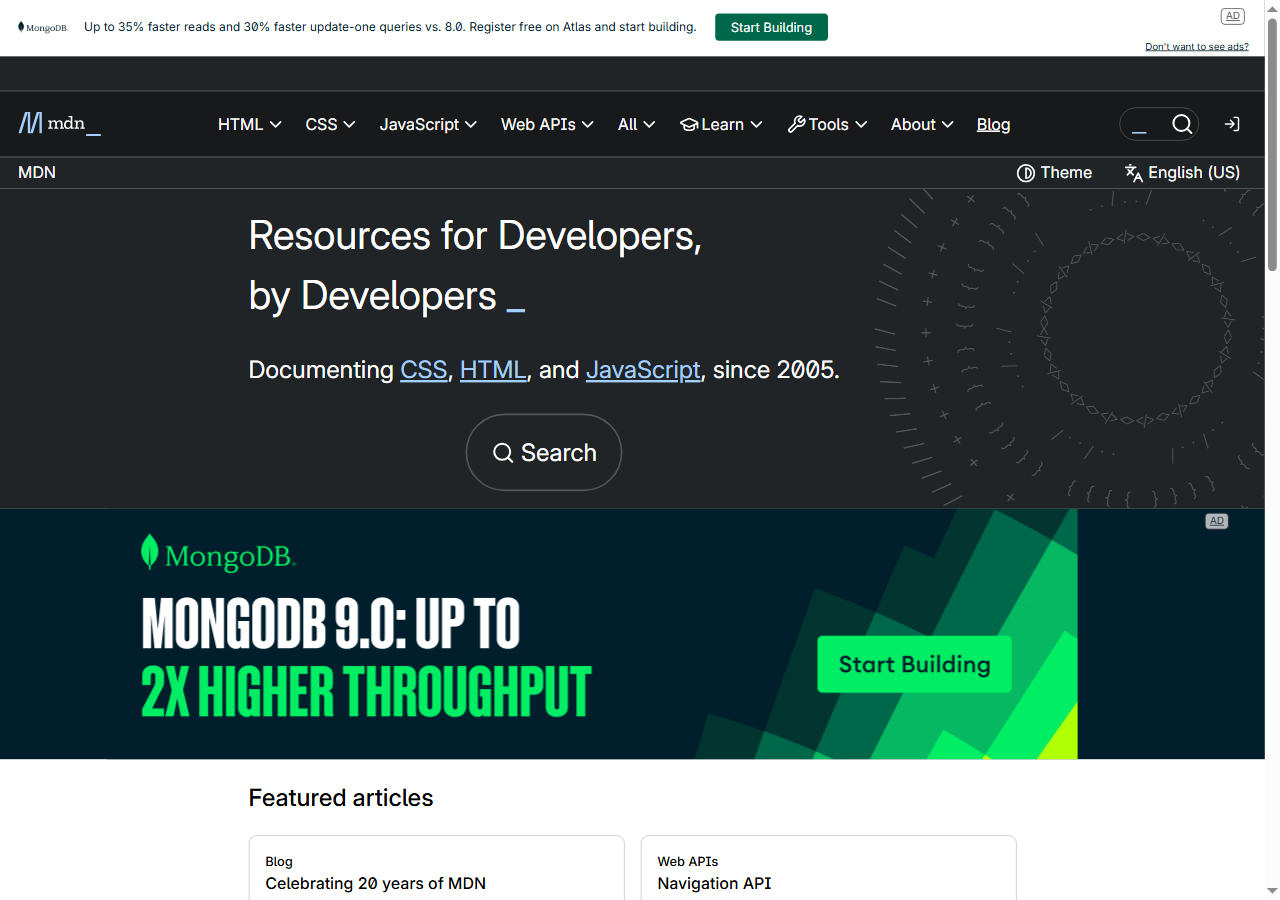 MongoDB.
Up to 35% faster reads and 30% faster update-one queries vs. 8.0. Register free on Atlas and start building.
Start Building
AD
Don't want to see ads?
mdn_
HTML
CSS
JavaScript
Web APIs
All
Learn
Tools
About
Blog
_
MDN
Theme
English (US)
Resources for Developers,
by Developers _
Documenting CSS, HTML, and JavaScript, since 2005.
Search
AD
MongoDB.
MONGODB 9.0: UP TO
2X HIGHER THROUGHPUT
Start Building
Featured articles
Blog
Celebrating 20 years of MDN
Web APIs
Navigation API